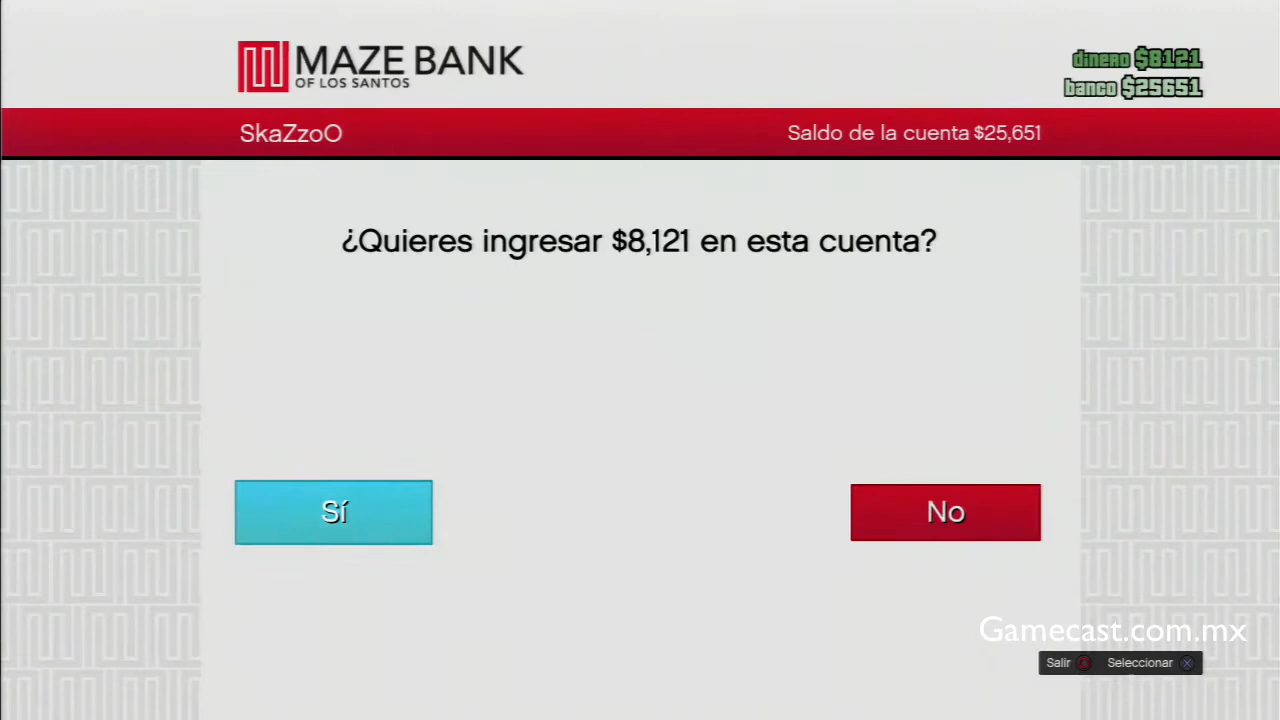 MAZE BANK
OF LOS SANTOS
dinero $8121
banco $25651
SkaZzoO
Saldo de la cuenta $25,651
¿Quieres ingresar $8,121 en esta cuenta?
Sí
No
Gamecast.com.mx
Salir
Seleccionar